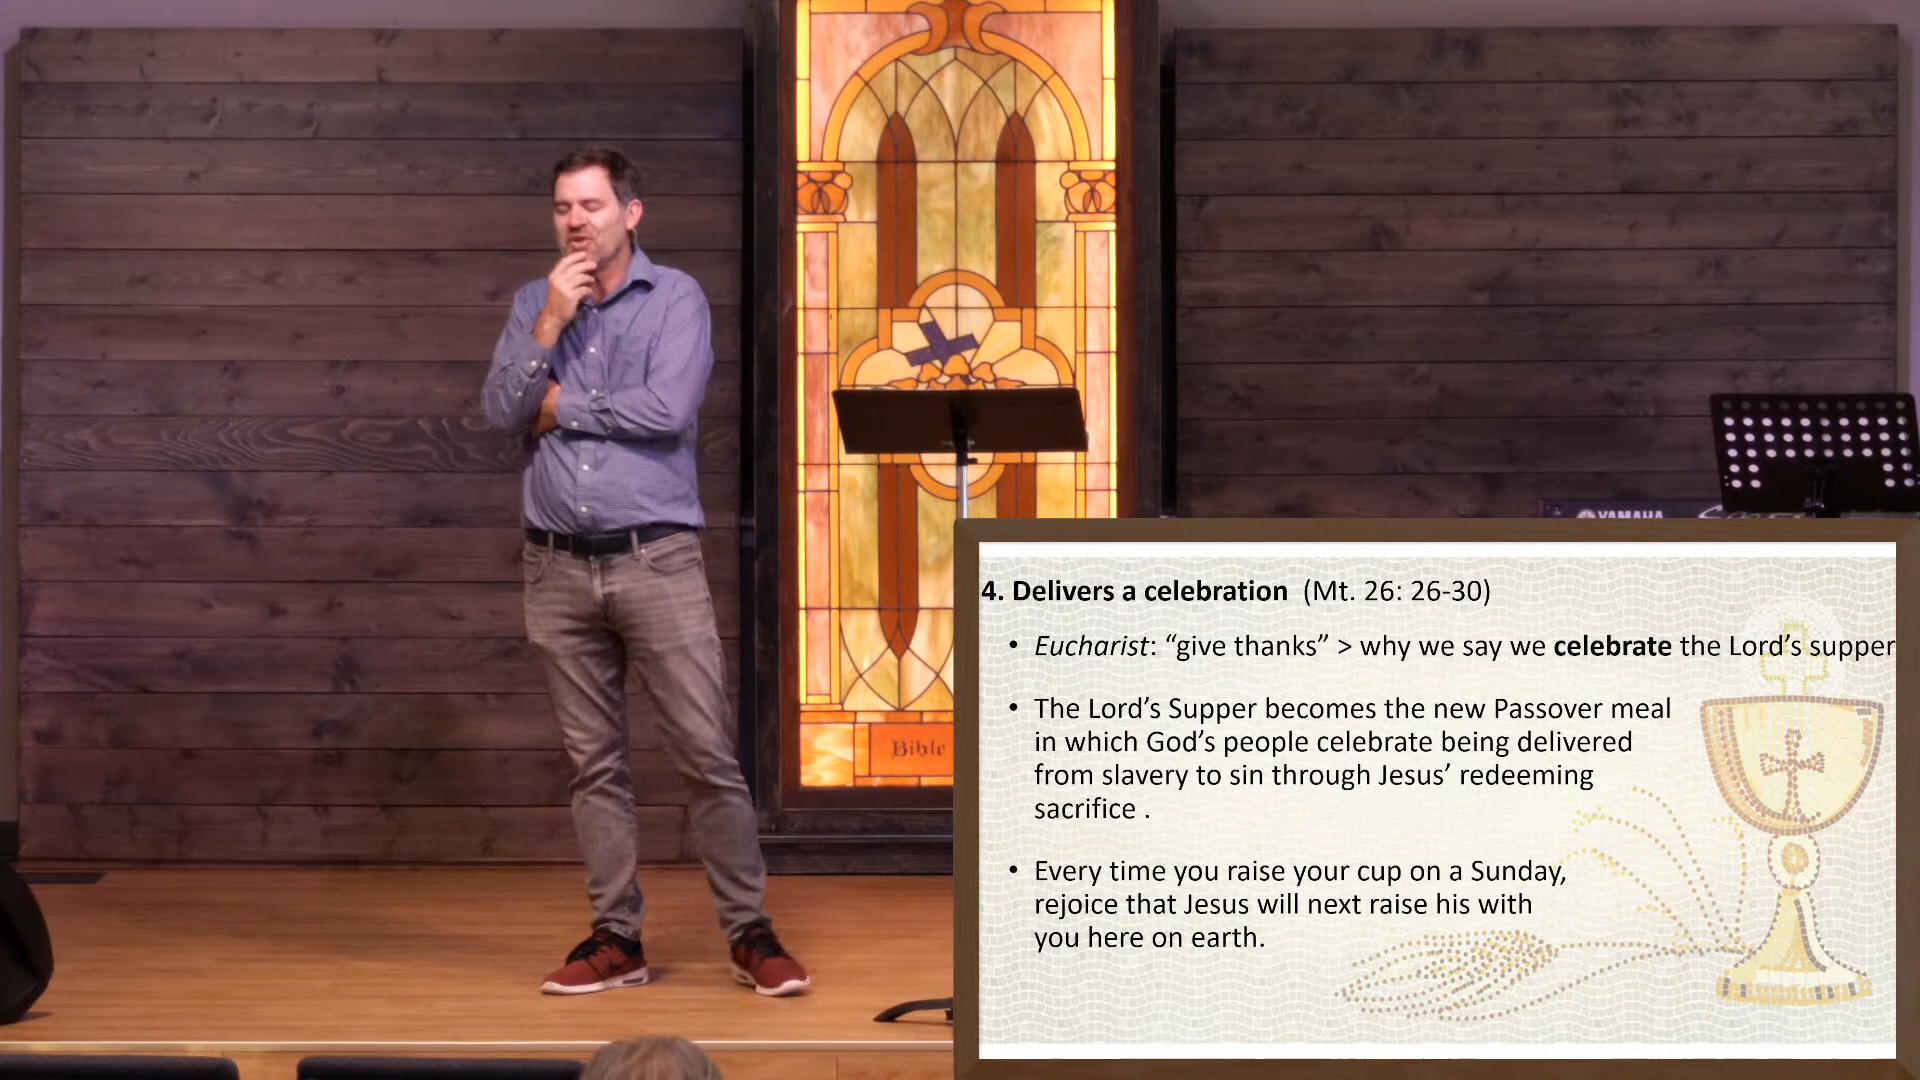 YAMAHA
4. Delivers a celebration (Mt. 26: 26-30)
• Eucharist: “give thanks” > why we say we celebrate the Lord’s supper
• The Lord’s Supper becomes the new Passover meal
in which God’s people celebrate being delivered
from slavery to sin through Jesus’ redeeming
sacrifice .
Bible
• Every time you raise your cup on a Sunday,
rejoice that Jesus will next raise his with
you here on earth.